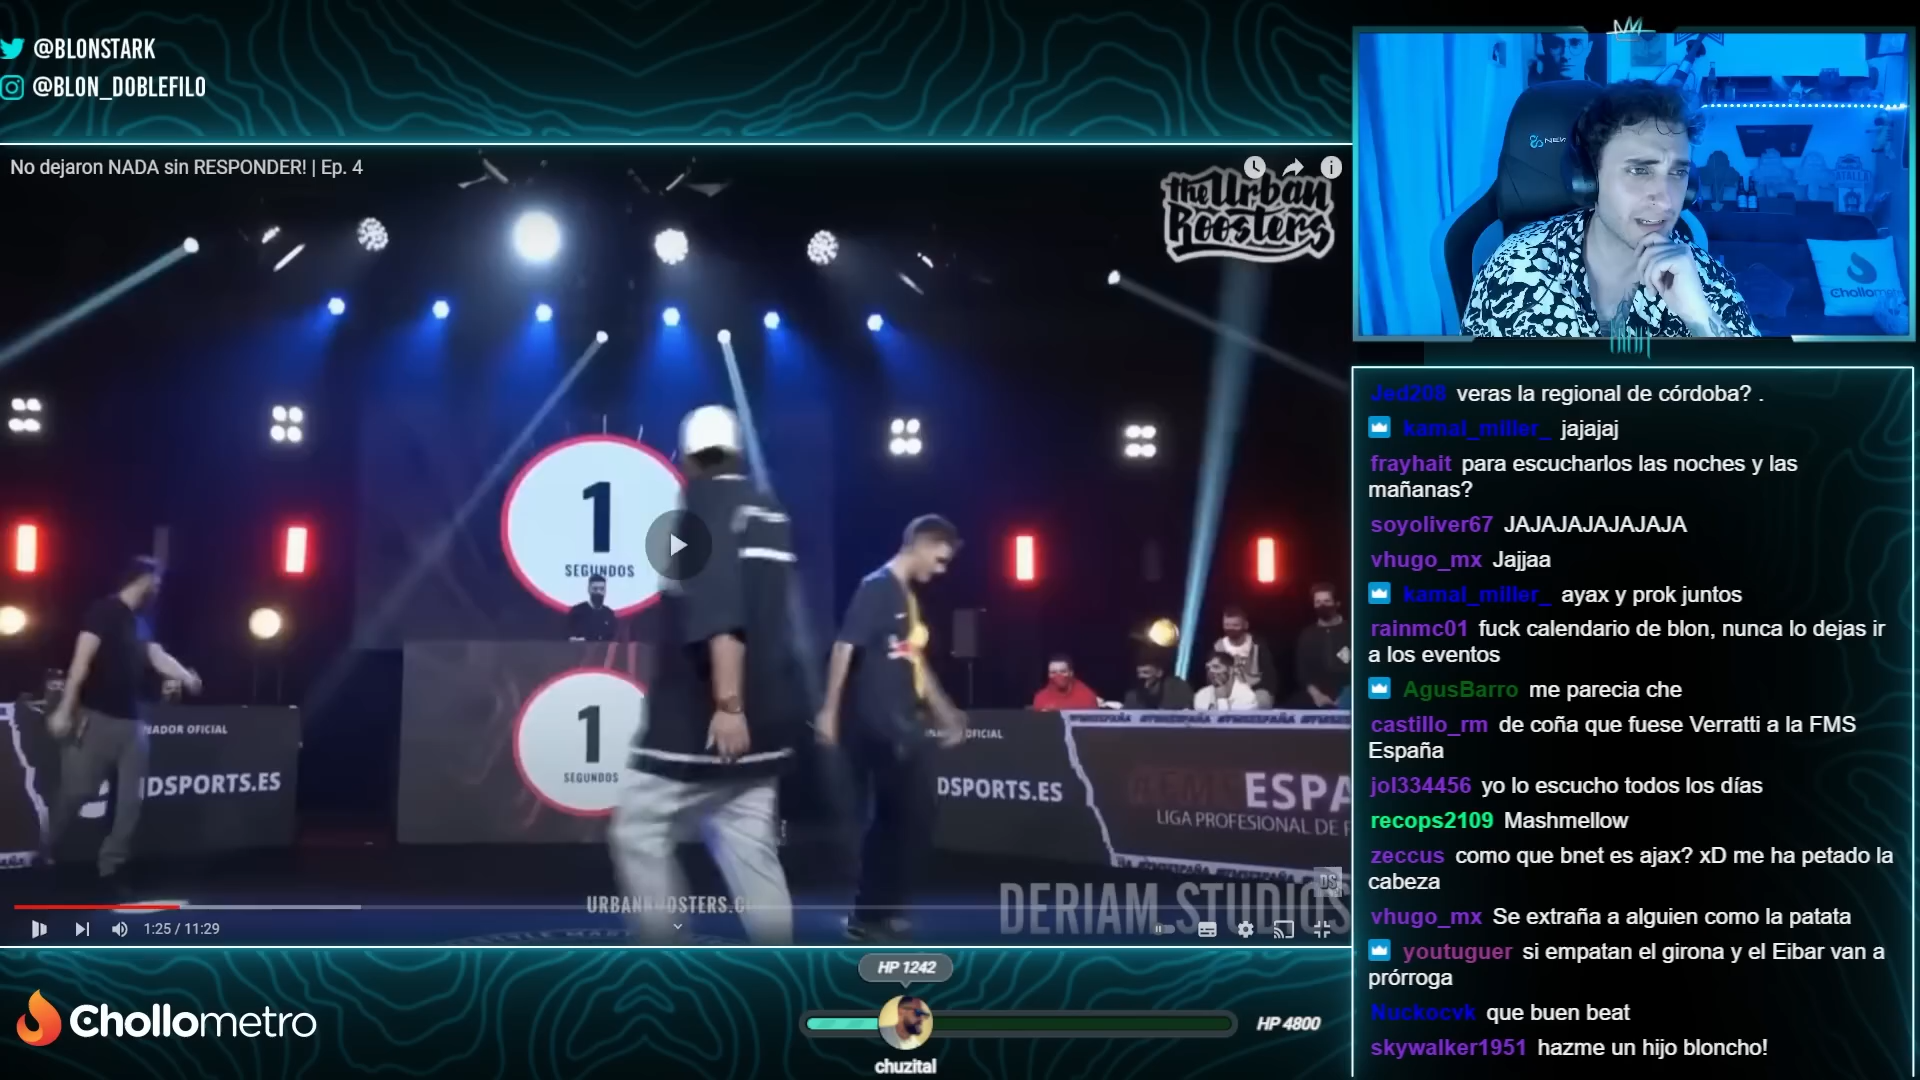 @BLONSTARK
@BLON_DOBLEFILO
No dejaron NADA sin RESPONDER! | Ep. 4
the Urban
Roosters
1
SEGUNDOS
1
SEGUNDOS
DSPORTS.ES
DSPORTS.ES
ESPA
LIGA PROFESIONAL DE
DERIAM STUDIOS
DS
1:25 / 11:29
Chollometro
HP 1242
HP 4800
chuzital
NEW
Chollome
Jed208 veras la regional de córdoba? .
kamal_miller_ jajajaj
frayhait para escucharlos las noches y las
mañanas?
soyoliver67 JAJAJAJAJAJAJA
vhugo_mx Jajjaa
kamal_miller_ ayax y prok juntos
rainmc01 fuck calendario de blon, nunca lo dejas ir
a los eventos
AgusBarro me parecia che
castillo_rm de coña que fuese Verratti a la FMS
España
jol334456 yo lo escucho todos los días
recops2109 Mashmellow
zeccus como que bnet es ajax? xD me ha petado la
cabeza
vhugo_mx Se extraña a alguien como la patata
youtuguer si empatan el girona y el Eibar van a
prórroga
Nuckocvk que buen beat
skywalker1951 hazme un hijo bloncho!